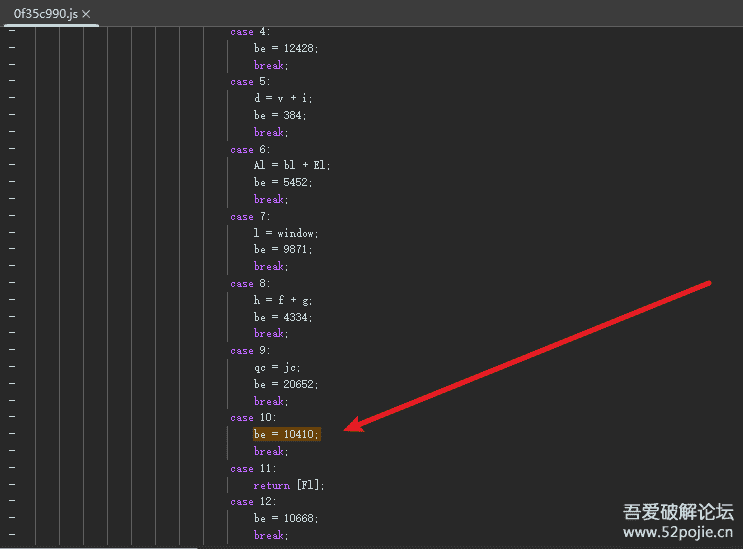 0f35c990.js ×
case 4:
be = 12428;
break;
case 5:
d = v + i;
be = 384;
break;
case 6:
Al = bl + El;
be = 5452;
break;
case 7:
l = window;
be = 9871;
break;
case 8:
h = f + g;
be = 4334;
break;
case 9:
qc = jc;
be = 20652;
break;
case 10:
be = 10410;
break;
case 11:
return [Fl];
case 12:
be = 10668;
break;
吾爱破解论坛
www.52pojie.cn